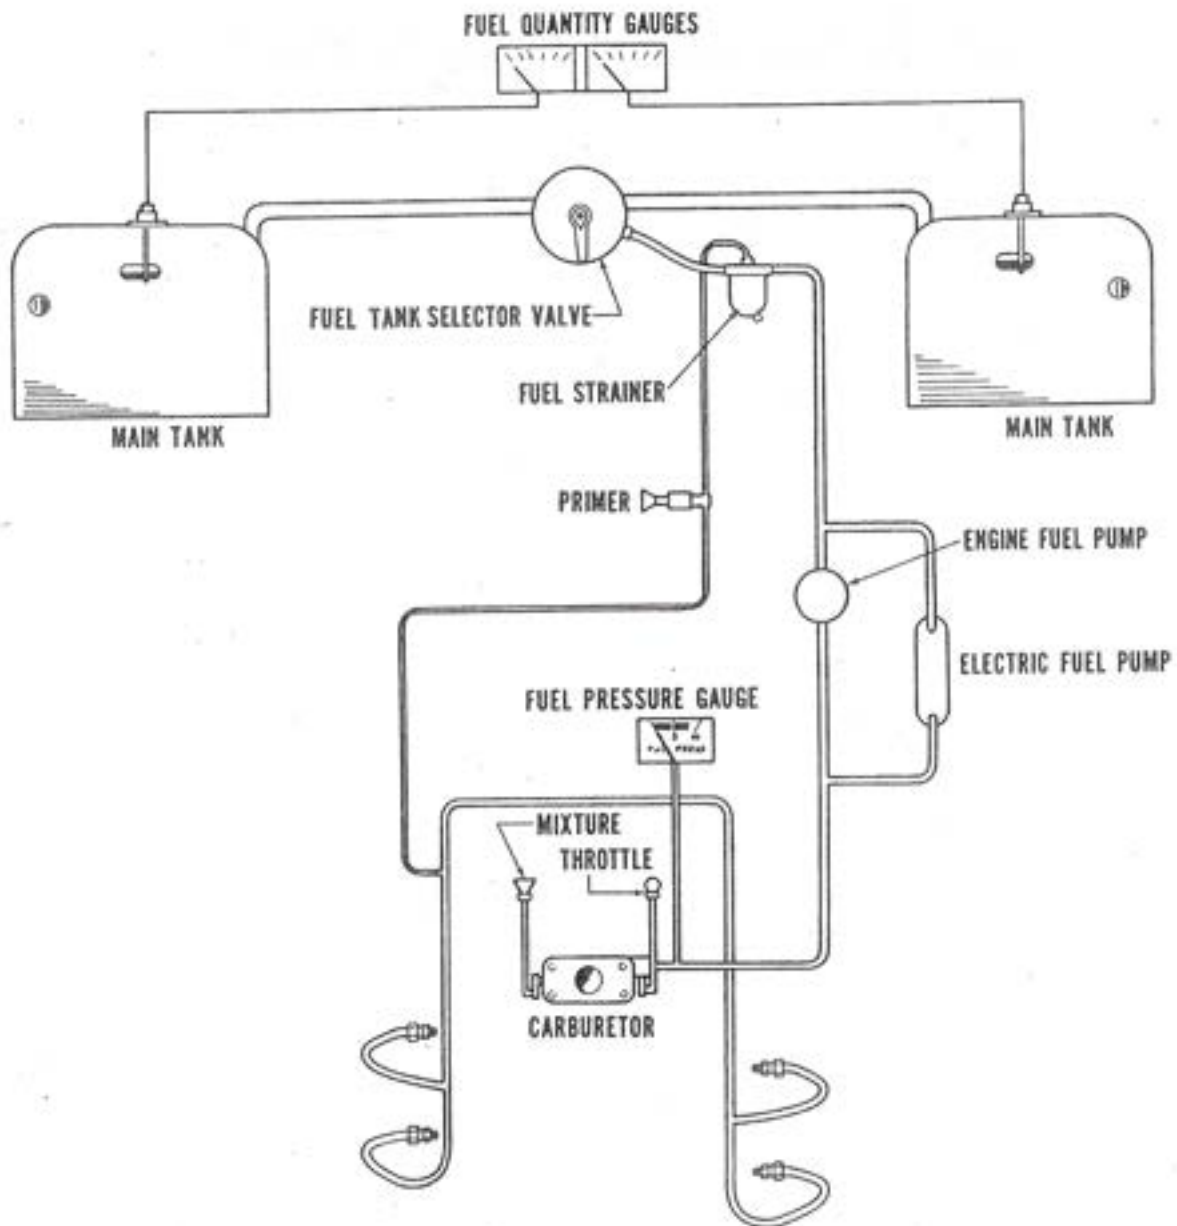 FUEL QUANTITY GAUGES
FUEL TANK SELECTOR VALVE
FUEL STRAINER
MAIN TANK
MAIN TANK
PRIMER
ENGINE FUEL PUMP
ELECTRIC FUEL PUMP
FUEL PRESSURE GAUGE
MIXTURE
THROTTLE
CARBURETOR